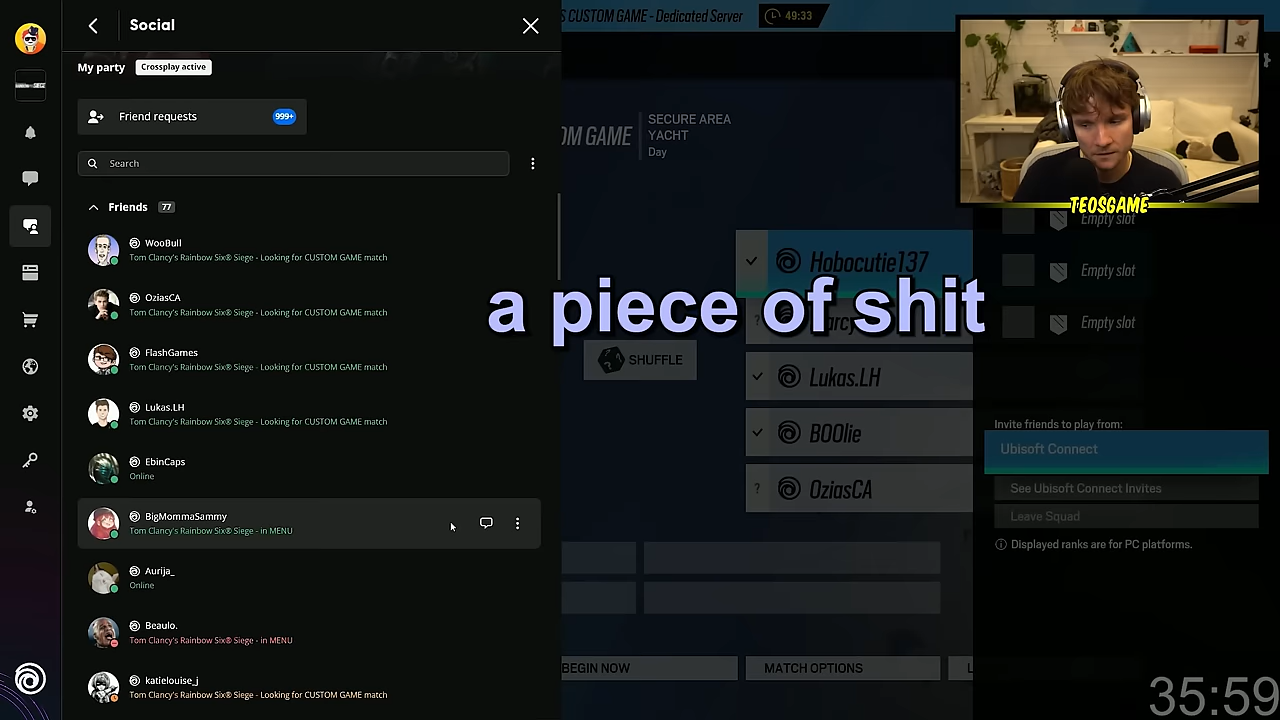 Social
My party
Crossplay active
Friend requests
999+
Search
Friends 77
WooBull
Tom Clancy's Rainbow Six® Siege - Looking for CUSTOM GAME match
OziasCA
Tom Clancy's Rainbow Six® Siege - Looking for CUSTOM GAME match
FlashGames
Tom Clancy's Rainbow Six® Siege - Looking for CUSTOM GAME match
Lukas.LH
Tom Clancy's Rainbow Six® Siege - Looking for CUSTOM GAME match
EbinCaps
Online
BigMommaSammy
Tom Clancy's Rainbow Six® Siege - in MENU
Aurija_
Online
Beaulo.
Tom Clancy's Rainbow Six® Siege - in MENU
katielouise_j
Tom Clancy's Rainbow Six® Siege - Looking for CUSTOM GAME match
S CUSTOM GAME - Dedicated Server
49:33
OM GAME
SECURE AREA
YACHT
Day
Hobocutie137
a piece of shit
SHUFFLE
Lukas.LH
BOOlie
? OziasCA
BEGIN NOW
MATCH OPTIONS
L
TEOSGAME
Empty slot
Empty slot
Empty slot
Invite friends to play from:
Ubisoft Connect
See Ubisoft Connect Invites
Leave Squad
Displayed ranks are for PC platforms.
35:59